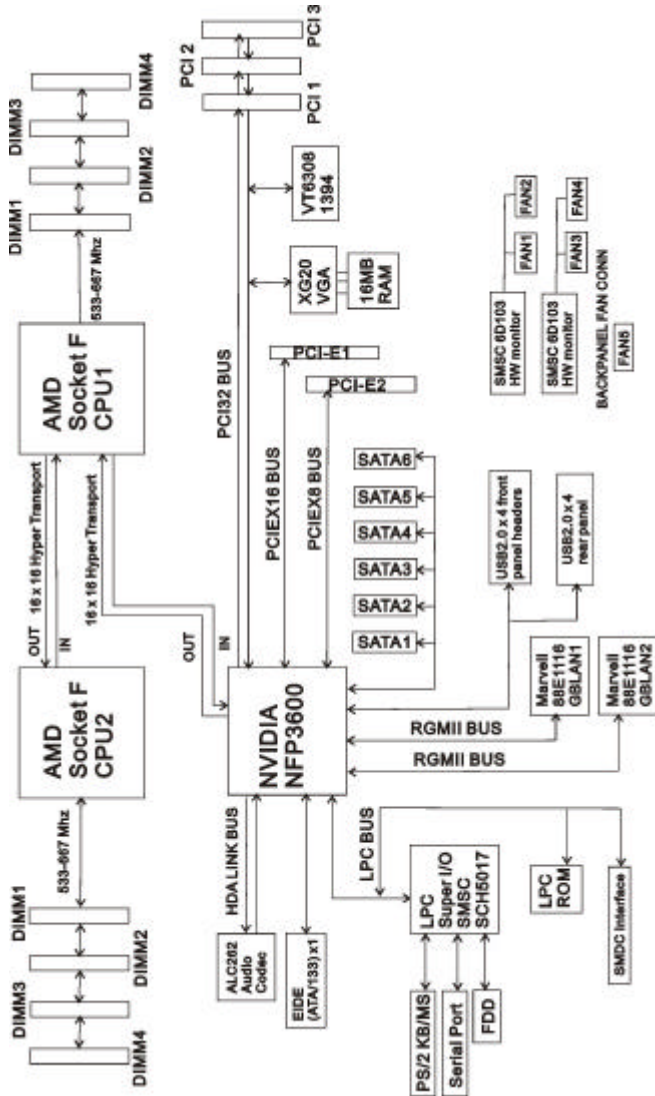 DIMM1
DIMM2
DIMM3
DIMM4
533-667 Mhz
AMD
Socket F
CPU2
OUT
IN
16 x 16 Hyper Transport
AMD
Socket F
CPU1
16 x 16 Hyper Transport
533-667 Mhz
DIMM1
DIMM2
DIMM3
DIMM4
OUT
IN
NVIDIA
NFP3600
PCI32 BUS
PCI 1
PCI 2
PCI 3
VT6308
1394
XG20
VGA
16MB
RAM
PCIEX16 BUS
PCI-E1
PCIEX8 BUS
PCI-E2
SATA1
SATA2
SATA3
SATA4
SATA5
SATA6
USB2.0 x 4 front
panel headers
USB2.0 x 4
rear panel
RGMII BUS
Marvell
88E1116
GBLAN1
RGMII BUS
Marvell
88E1116
GBLAN2
HDA LINK BUS
ALC262
Audio
Codec
EIDE
(ATA/133) x1
LPC BUS
LPC
Super I/O
SMSC
SCH5017
PS/2 KB/MS
Serial Port
FDD
LPC
ROM
SMDC Interface
SMSC 6D103
HW monitor
FAN1
FAN2
SMSC 6D103
HW monitor
FAN3
FAN4
BACKPANEL FAN CONN
FAN5